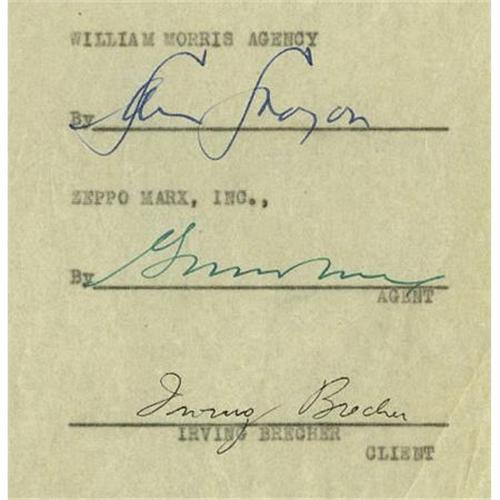 WILLIAM MORRIS AGENCY
By
ZEPPO MARX, INC.,
By
AGENT
Irving Brecher
IRVING BRECHER
CLIENT